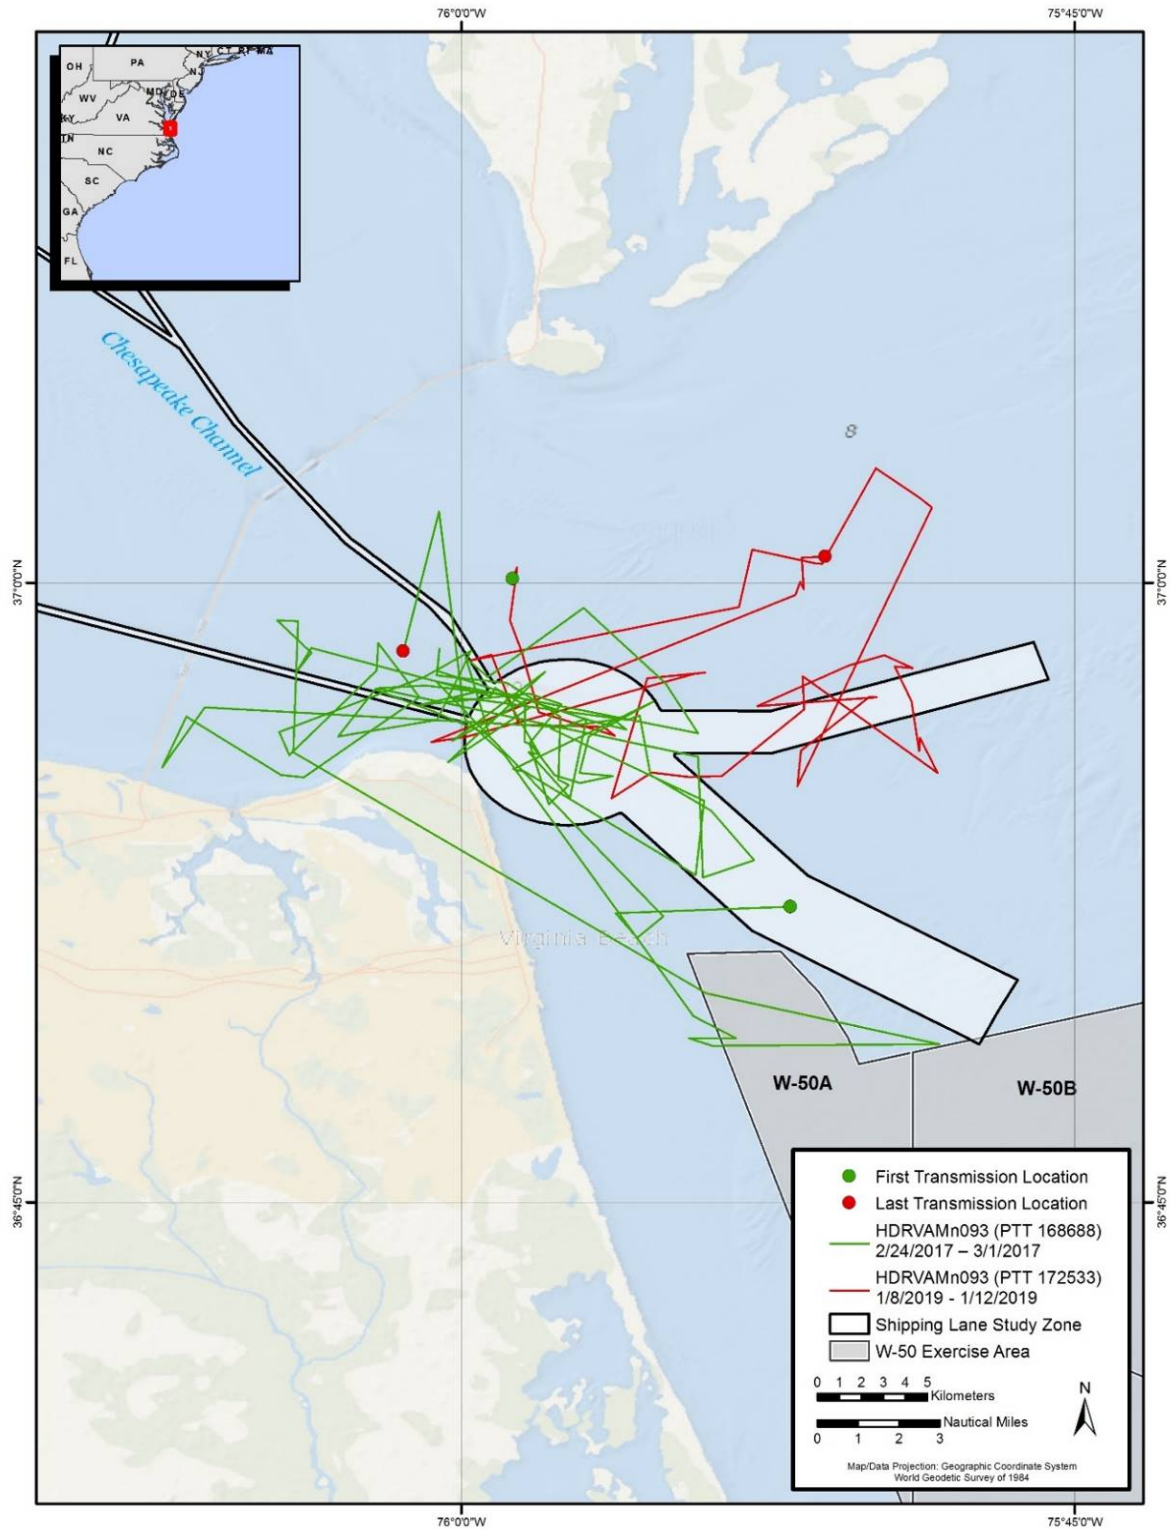 76°0'0"W
75°45'0"W
OH
PA
NY
CT
RI
MA
NJ
WV
MD
DE
VA
KY
TN
NC
SC
GA
FL
Chesapeake Channel
8
37°0'0"N
37°0'0"N
Virginia Beach
W-50A
W-50B
36°45'0"N
36°45'0"N
First Transmission Location
Last Transmission Location
HDRVAMn093 (PTT 168688)
2/24/2017 – 3/1/2017
HDRVAMn093 (PTT 172533)
1/8/2019 - 1/12/2019
Shipping Lane Study Zone
W-50 Exercise Area
0 1 2 3 4 5
Kilometers
N
Nautical Miles
0 1 2 3
Map/Data Projection: Geographic Coordinate System
World Geodetic Survey of 1984
76°0'0"W
75°45'0"W